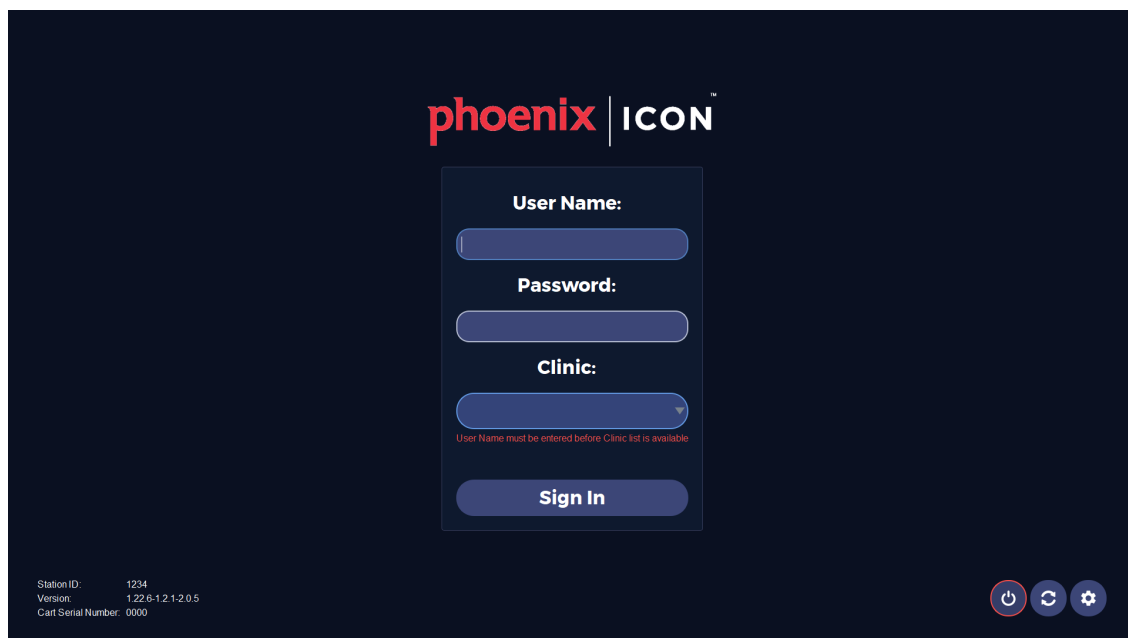 phoenix | ICON™
User Name:
Password:
Clinic:
User Name must be entered before Clinic list is available
Sign In
Station ID: 1234
Version: 1.22.6-1.2.1-2.0.5
Cart Serial Number: 0000